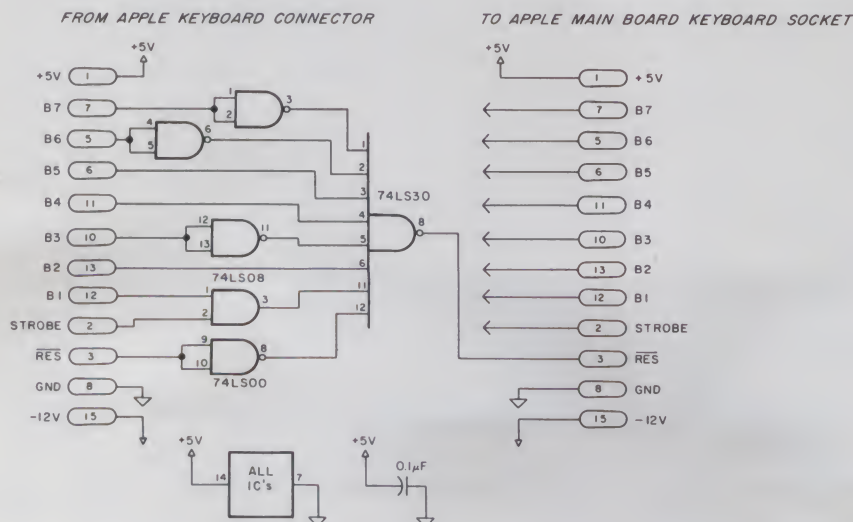 FROM APPLE KEYBOARD CONNECTOR
TO APPLE MAIN BOARD KEYBOARD SOCKET
+5V
+5V
+5V 1
1 +5V
B7 7
1
2
3
7 B7
B6 5
4
5
6
1
5 B6
B5 6
2
6 B5
3
74LS30
B4 11
4
8
11 B4
B3 10
12
13
11
5
10 B3
B2 13
6
13 B2
74LS08
B1 12
1
2
3
11
12 B1
STROBE 2
12
2 STROBE
RES 3
9
10
8
3 RES
74LS00
GND 8
8 GND
-12V 15
15 -12V
+5V
14
ALL
IC's
7
+5V
0.1µF